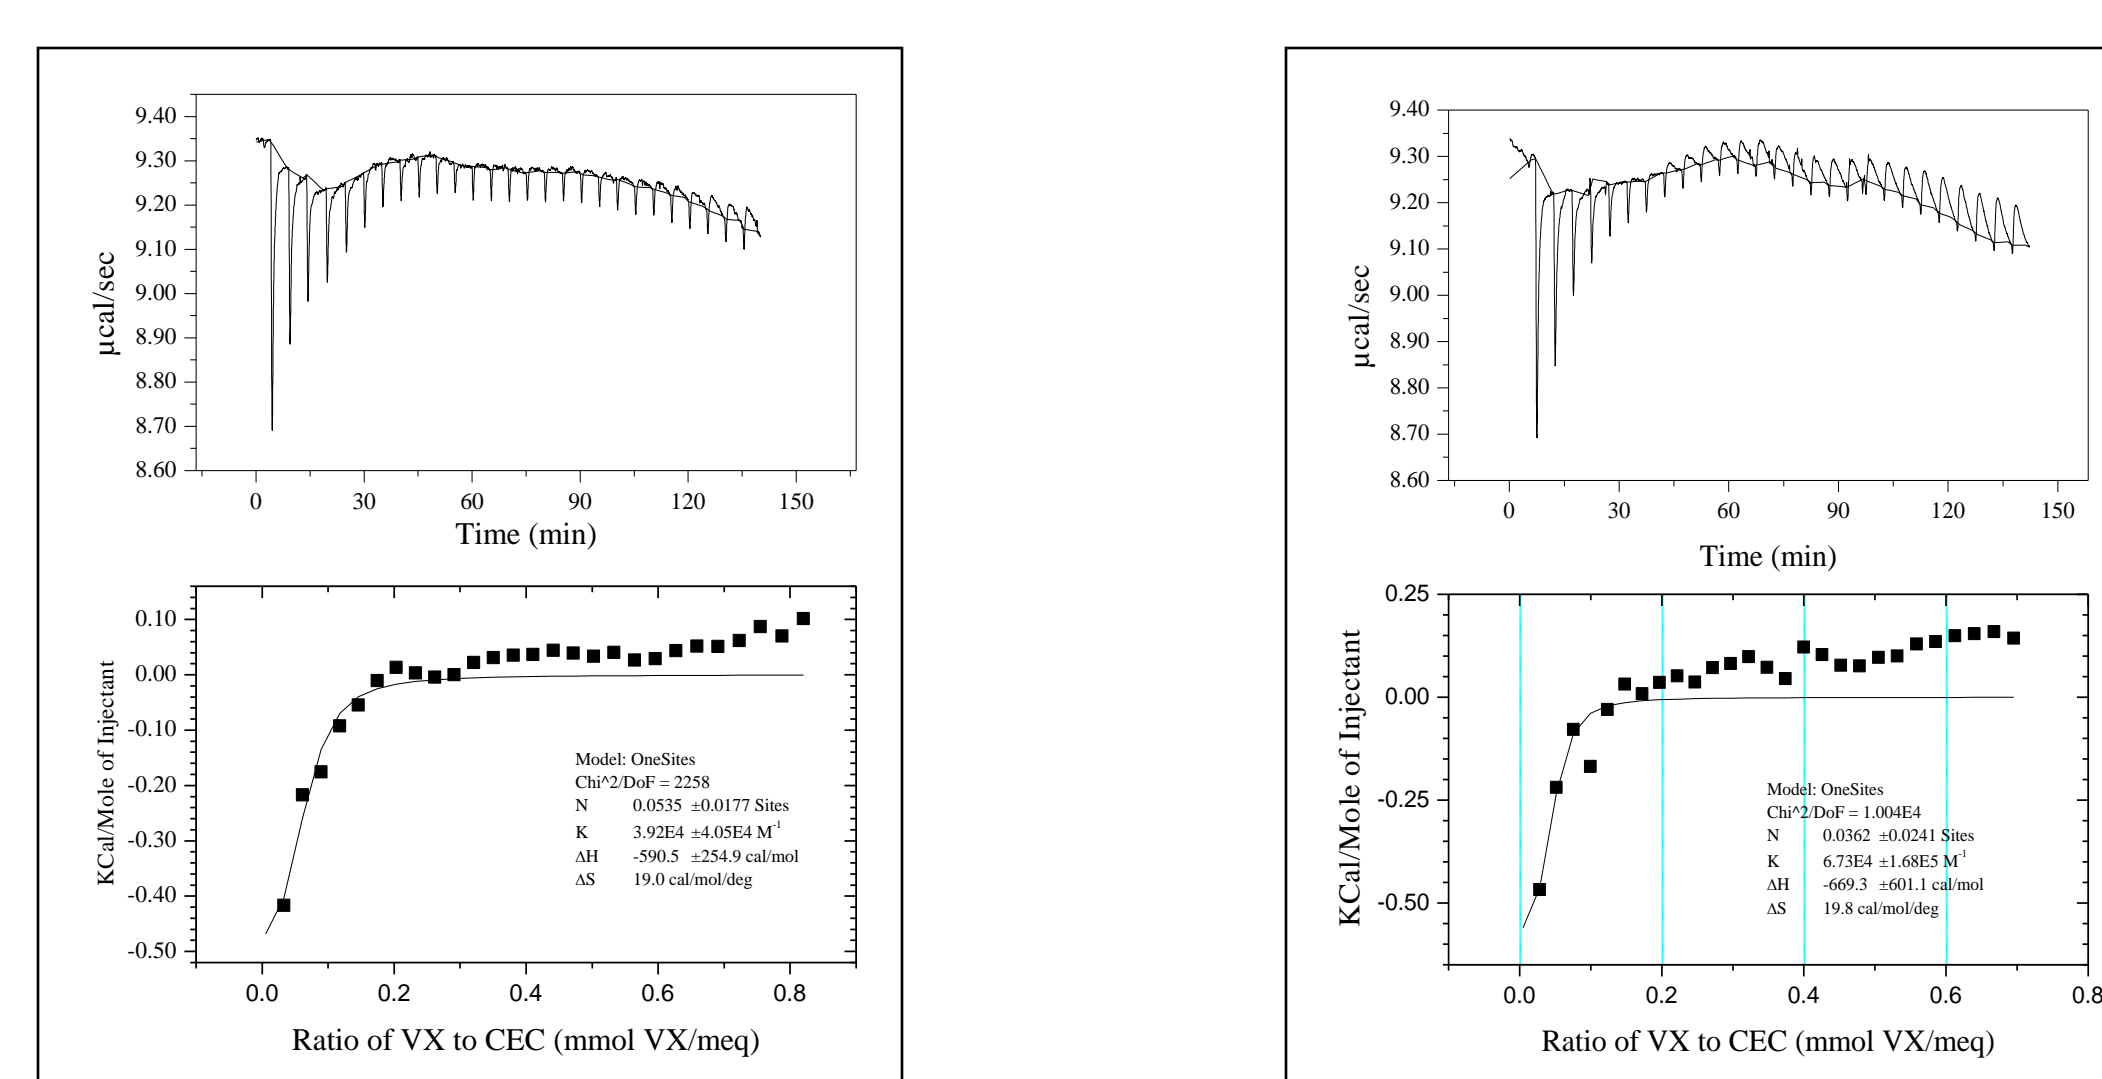 9.40
9.30
9.20
9.10
9.00
8.90
8.80
8.70
8.60
µcal/sec
0 30 60 90 120 150
Time (min)
0.10
0.00
-0.10
-0.20
-0.30
-0.40
-0.50
KCal/Mole of Injectant
Model: OneSites
Chi^2/DoF = 2258
N 0.0535 ±0.0177 Sites
K 3.92E4 ±4.05E4 M-1
ΔH -590.5 ±254.9 cal/mol
ΔS 19.0 cal/mol/deg
0.0 0.2 0.4 0.6 0.8
Ratio of VX to CEC (mmol VX/meq)
9.40
9.30
9.20
9.10
9.00
8.90
8.80
8.70
8.60
µcal/sec
0 30 60 90 120 150
Time (min)
0.25
0.00
-0.25
-0.50
KCal/Mole of Injectant
Model: OneSites
Chi^2/DoF = 1.004E4
N 0.0362 ±0.0241 Sites
K 6.73E4 ±1.68E5 M-1
ΔH -669.3 ±601.1 cal/mol
ΔS 19.8 cal/mol/deg
0.0 0.2 0.4 0.6 0.8
Ratio of VX to CEC (mmol VX/meq)